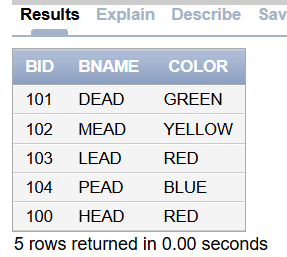 Results Explain Describe Sav
BID BNAME COLOR
101 DEAD GREEN
102 MEAD YELLOW
103 LEAD RED
104 PEAD BLUE
100 HEAD RED
5 rows returned in 0.00 seconds